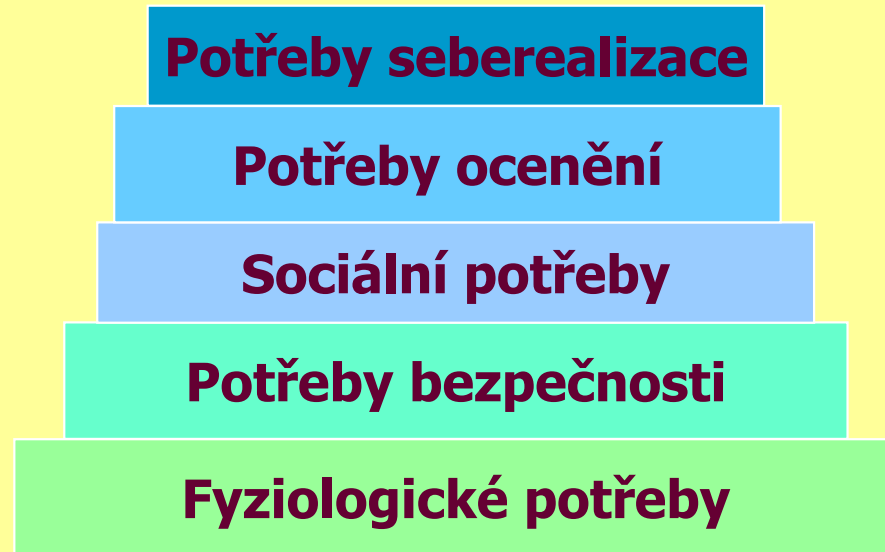 Potřeby seberealizace
Potřeby ocenění
Sociální potřeby
Potřeby bezpečnosti
Fyziologické potřeby